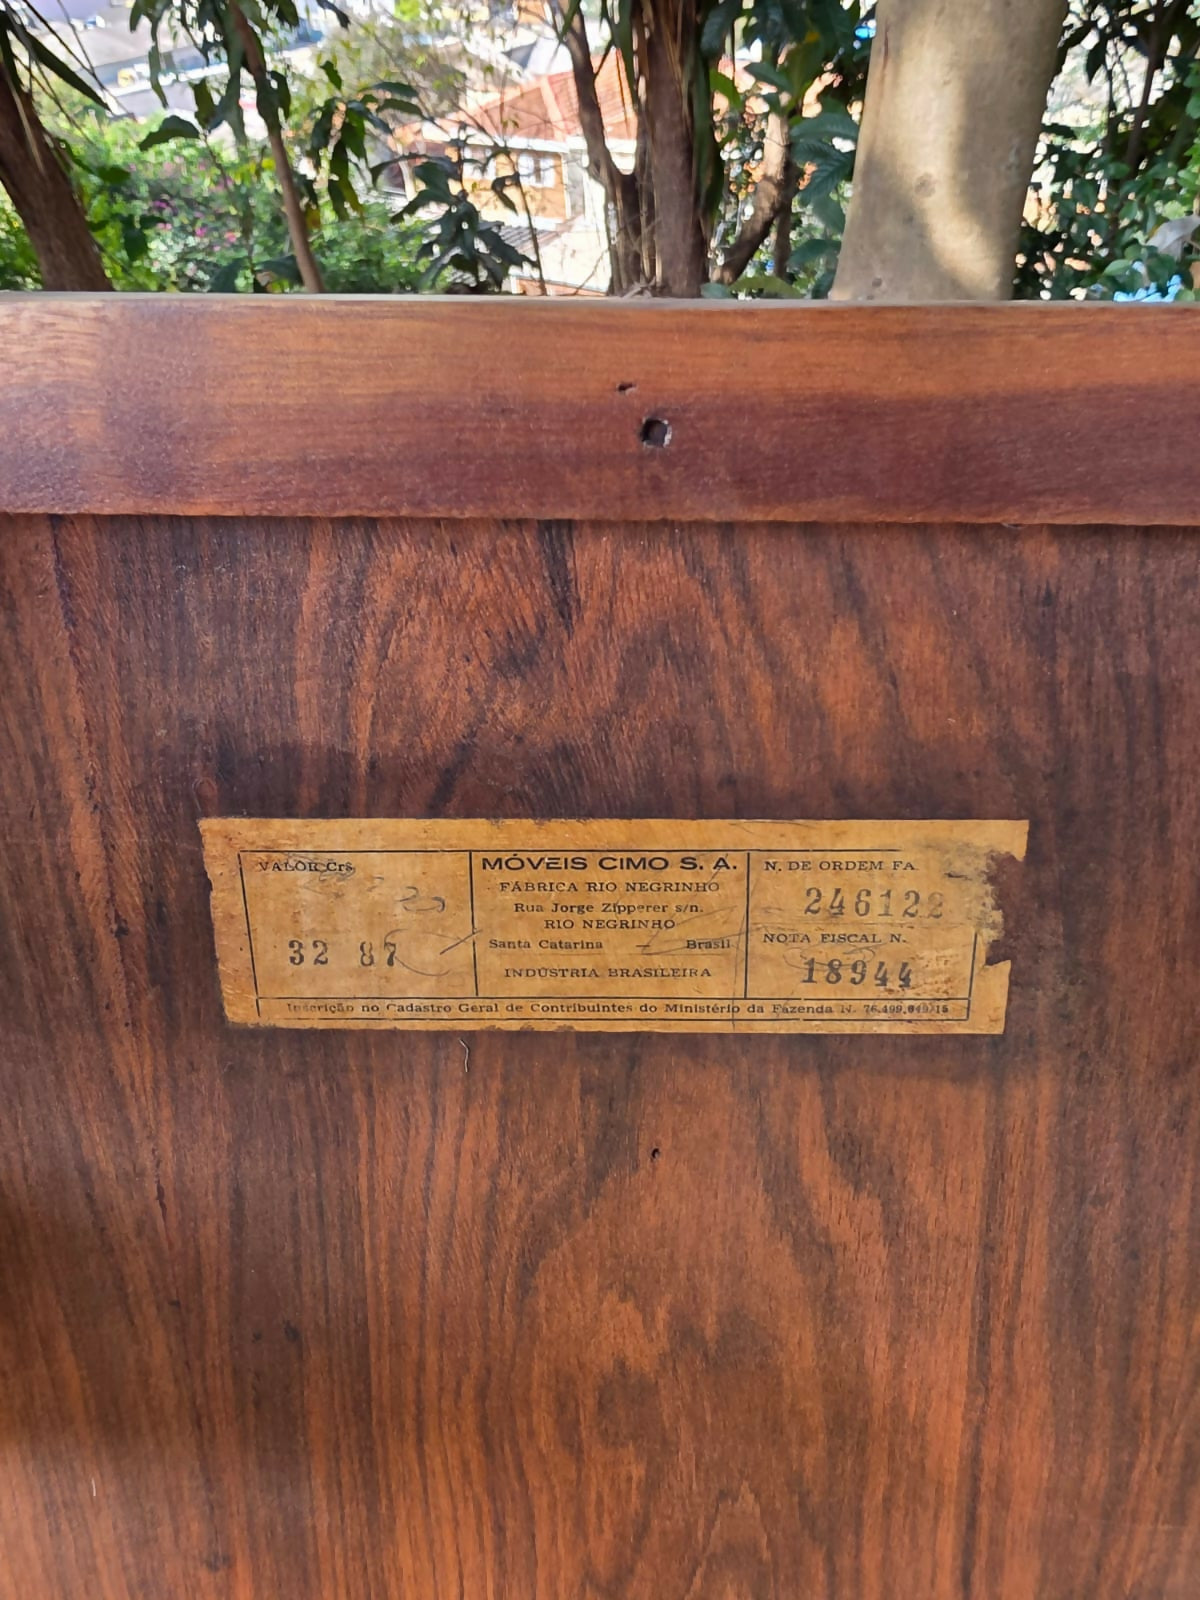 VALOR Cr$
32 87
MÓVEIS CIMO S. A.
FÁBRICA RIO NEGRINHO
Rua Jorge Zipperer s/n.
RIO NEGRINHO
Santa Catarina — Brasil
INDÚSTRIA BRASILEIRA
N. DE ORDEM FA
246122
NOTA FISCAL N.
18944
Inscrição no Cadastro Geral de Contribuintes do Ministério da Fazenda N.